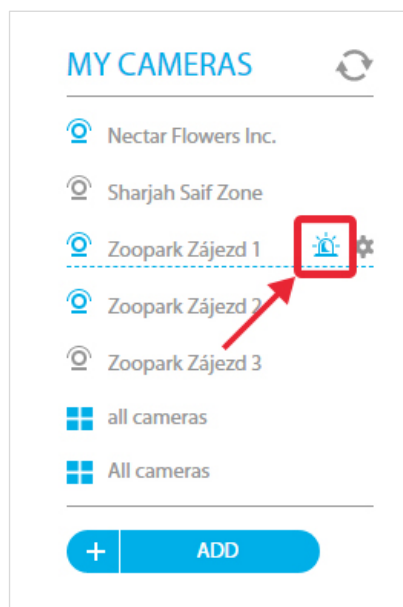 MY CAMERAS
Nectar Flowers Inc.
Sharjah Saif Zone
Zoopark Zájezd 1
Zoopark Zájezd 2
Zoopark Zájezd 3
all cameras
All cameras
+ ADD